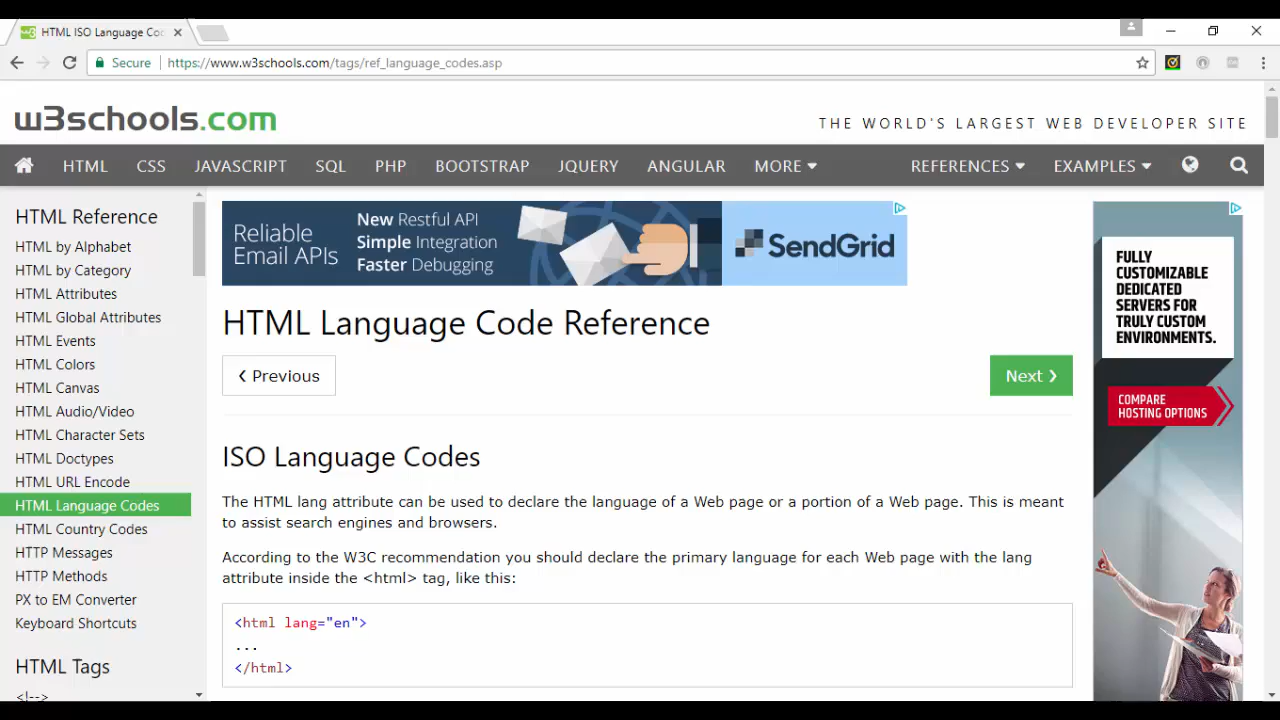 HTML ISO Language Co
Secure
https://www.w3schools.com/tags/ref_language_codes.asp
w3schools.com
THE WORLD'S LARGEST WEB DEVELOPER SITE
HTML CSS JAVASCRIPT SQL PHP BOOTSTRAP JQUERY ANGULAR MORE REFERENCES EXAMPLES
HTML Reference
HTML by Alphabet
HTML by Category
HTML Attributes
HTML Global Attributes
HTML Events
HTML Colors
HTML Canvas
HTML Audio/Video
HTML Character Sets
HTML Doctypes
HTML URL Encode
HTML Language Codes
HTML Country Codes
HTTP Messages
HTTP Methods
PX to EM Converter
Keyboard Shortcuts
HTML Tags
<!-->
Reliable
Email APIs
New Restful API
Simple Integration
Faster Debugging
SendGrid
HTML Language Code Reference
❮ Previous
Next ❯
ISO Language Codes
The HTML lang attribute can be used to declare the language of a Web page or a portion of a Web page. This is meant
to assist search engines and browsers.
According to the W3C recommendation you should declare the primary language for each Web page with the lang
attribute inside the <html> tag, like this:
<html lang="en">
...
</html>
FULLY
CUSTOMIZABLE
DEDICATED
SERVERS FOR
TRULY CUSTOM
ENVIRONMENTS.
COMPARE
HOSTING OPTIONS